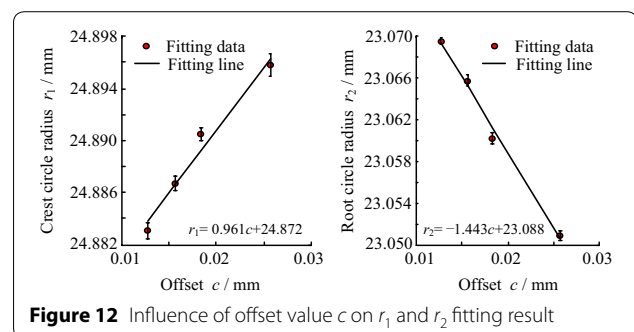 24.898
24.894
24.890
24.886
24.882
Crest circle radius r₁ / mm
Fitting data
Fitting line
r₁= 0.961c+24.872
0.01
0.02
0.03
Offset c / mm
23.070
23.066
23.062
23.058
23.054
23.050
Root circle radius r₂ / mm
Fitting data
Fitting line
r₂= −1.443c+23.088
0.01
0.02
0.03
Offset c / mm
Figure 12 Influence of offset value c on r₁ and r₂ fitting result